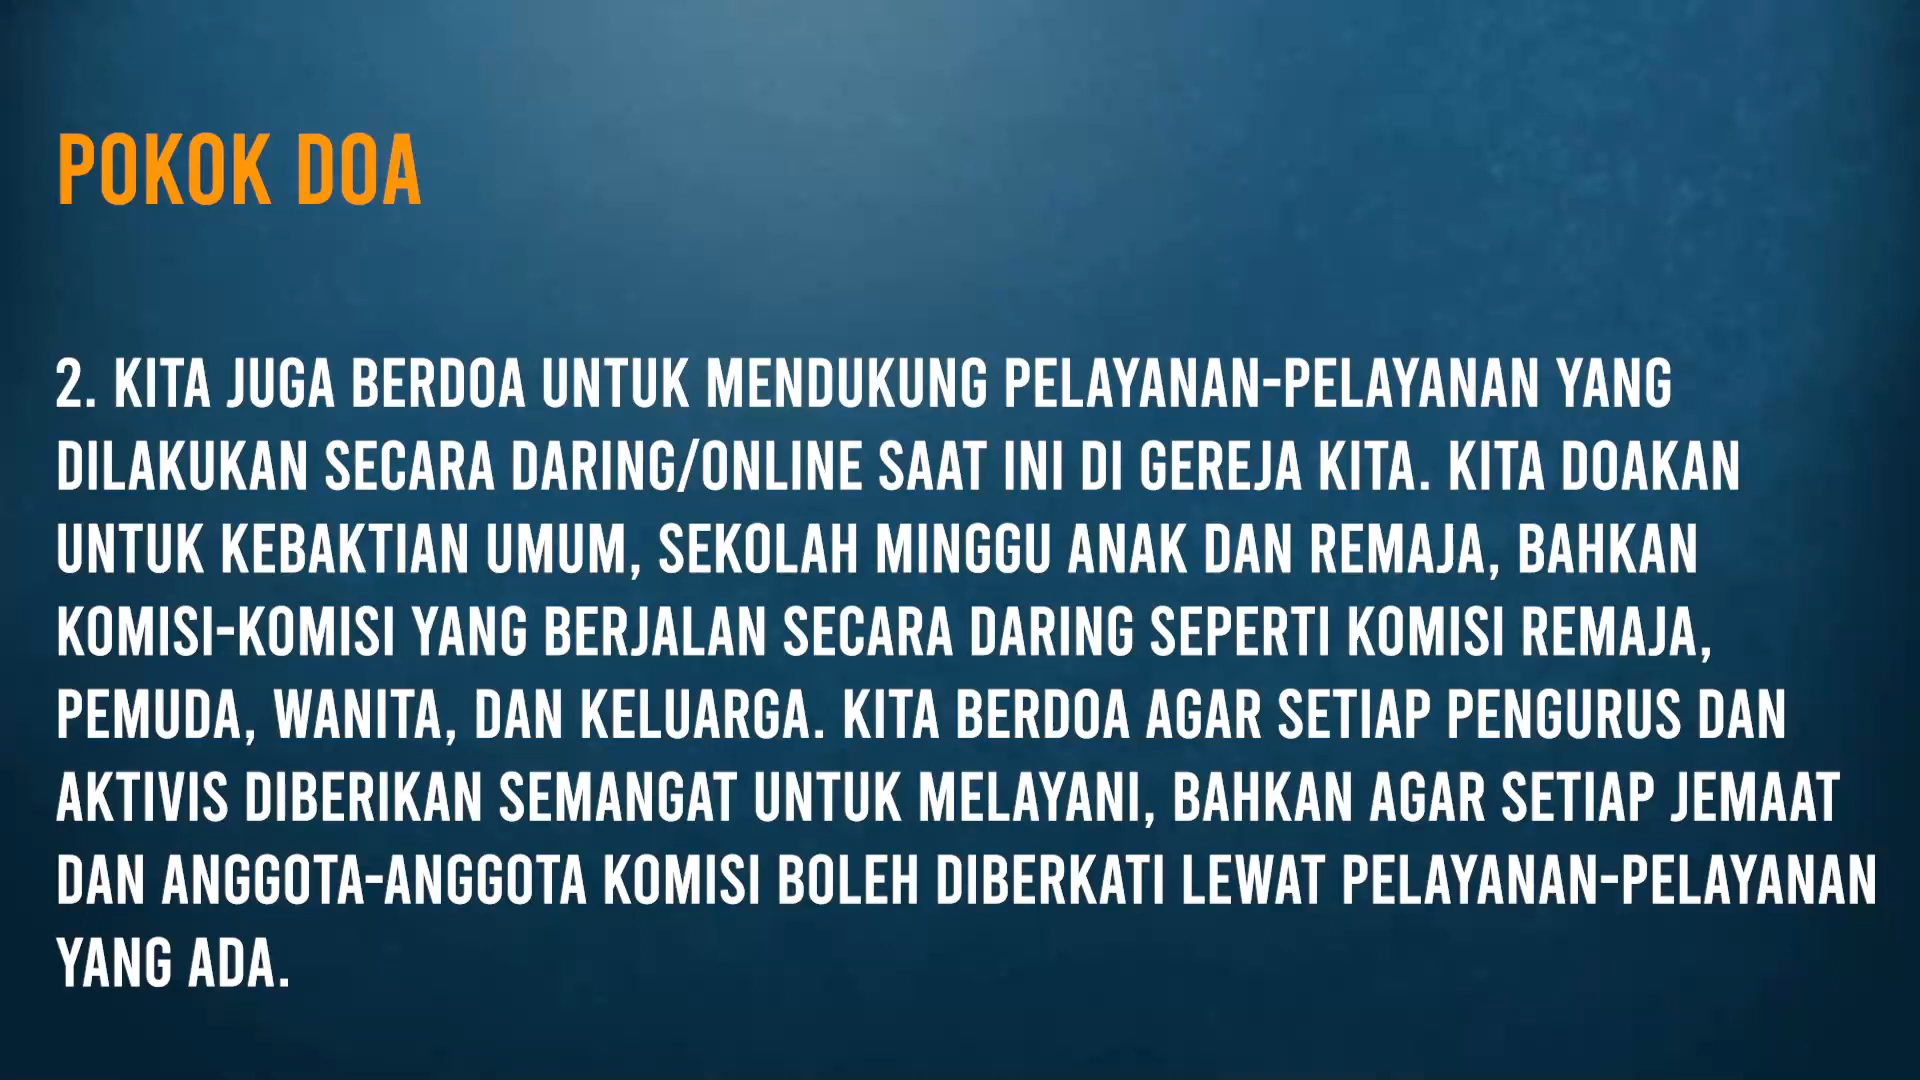 POKOK DOA
2. KITA JUGA BERDOA UNTUK MENDUKUNG PELAYANAN-PELAYANAN YANG
DILAKUKAN SECARA DARING/ONLINE SAAT INI DI GEREJA KITA. KITA DOAKAN
UNTUK KEBAKTIAN UMUM, SEKOLAH MINGGU ANAK DAN REMAJA, BAHKAN
KOMISI-KOMISI YANG BERJALAN SECARA DARING SEPERTI KOMISI REMAJA,
PEMUDA, WANITA, DAN KELUARGA. KITA BERDOA AGAR SETIAP PENGURUS DAN
AKTIVIS DIBERIKAN SEMANGAT UNTUK MELAYANI, BAHKAN AGAR SETIAP JEMAAT
DAN ANGGOTA-ANGGOTA KOMISI BOLEH DIBERKATI LEWAT PELAYANAN-PELAYANAN
YANG ADA.